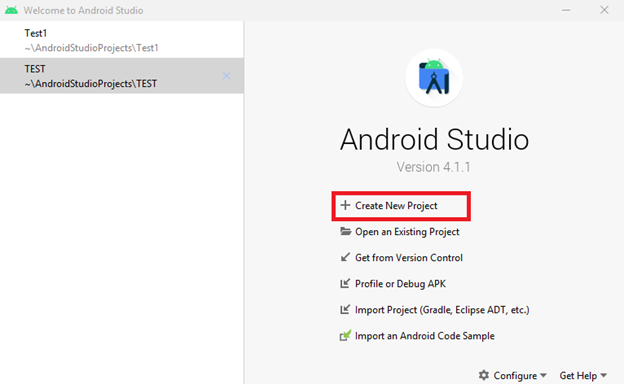 Welcome to Android Studio
Test1
~\AndroidStudioProjects\Test1
TEST
~\AndroidStudioProjects\TEST
Android Studio
Version 4.1.1
Create New Project
Open an Existing Project
Get from Version Control
Profile or Debug APK
Import Project (Gradle, Eclipse ADT, etc.)
Import an Android Code Sample
Configure Get Help